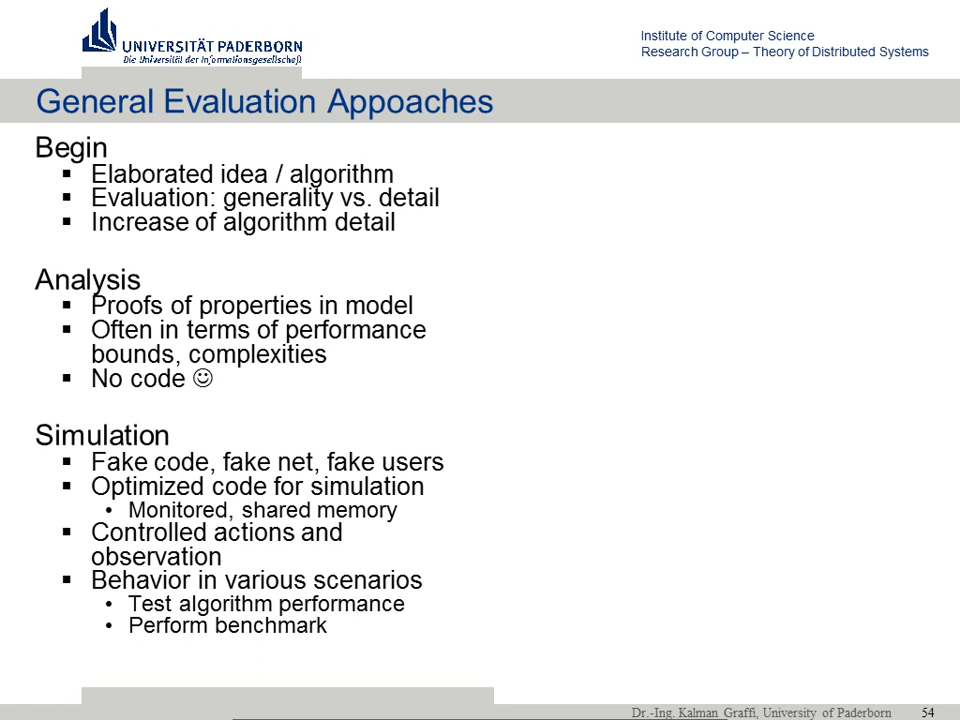 UNIVERSITÄT PADERBORN
Die Universität der Informationsgesellschaft
Institute of Computer Science
Research Group – Theory of Distributed Systems
General Evaluation Appoaches
Begin
▪ Elaborated idea / algorithm
▪ Evaluation: generality vs. detail
▪ Increase of algorithm detail
Analysis
▪ Proofs of properties in model
▪ Often in terms of performance
bounds, complexities
▪ No code ☺
Simulation
▪ Fake code, fake net, fake users
▪ Optimized code for simulation
• Monitored, shared memory
▪ Controlled actions and
observation
▪ Behavior in various scenarios
• Test algorithm performance
• Perform benchmark
Dr.-Ing. Kalman Graffi, University of Paderborn 54